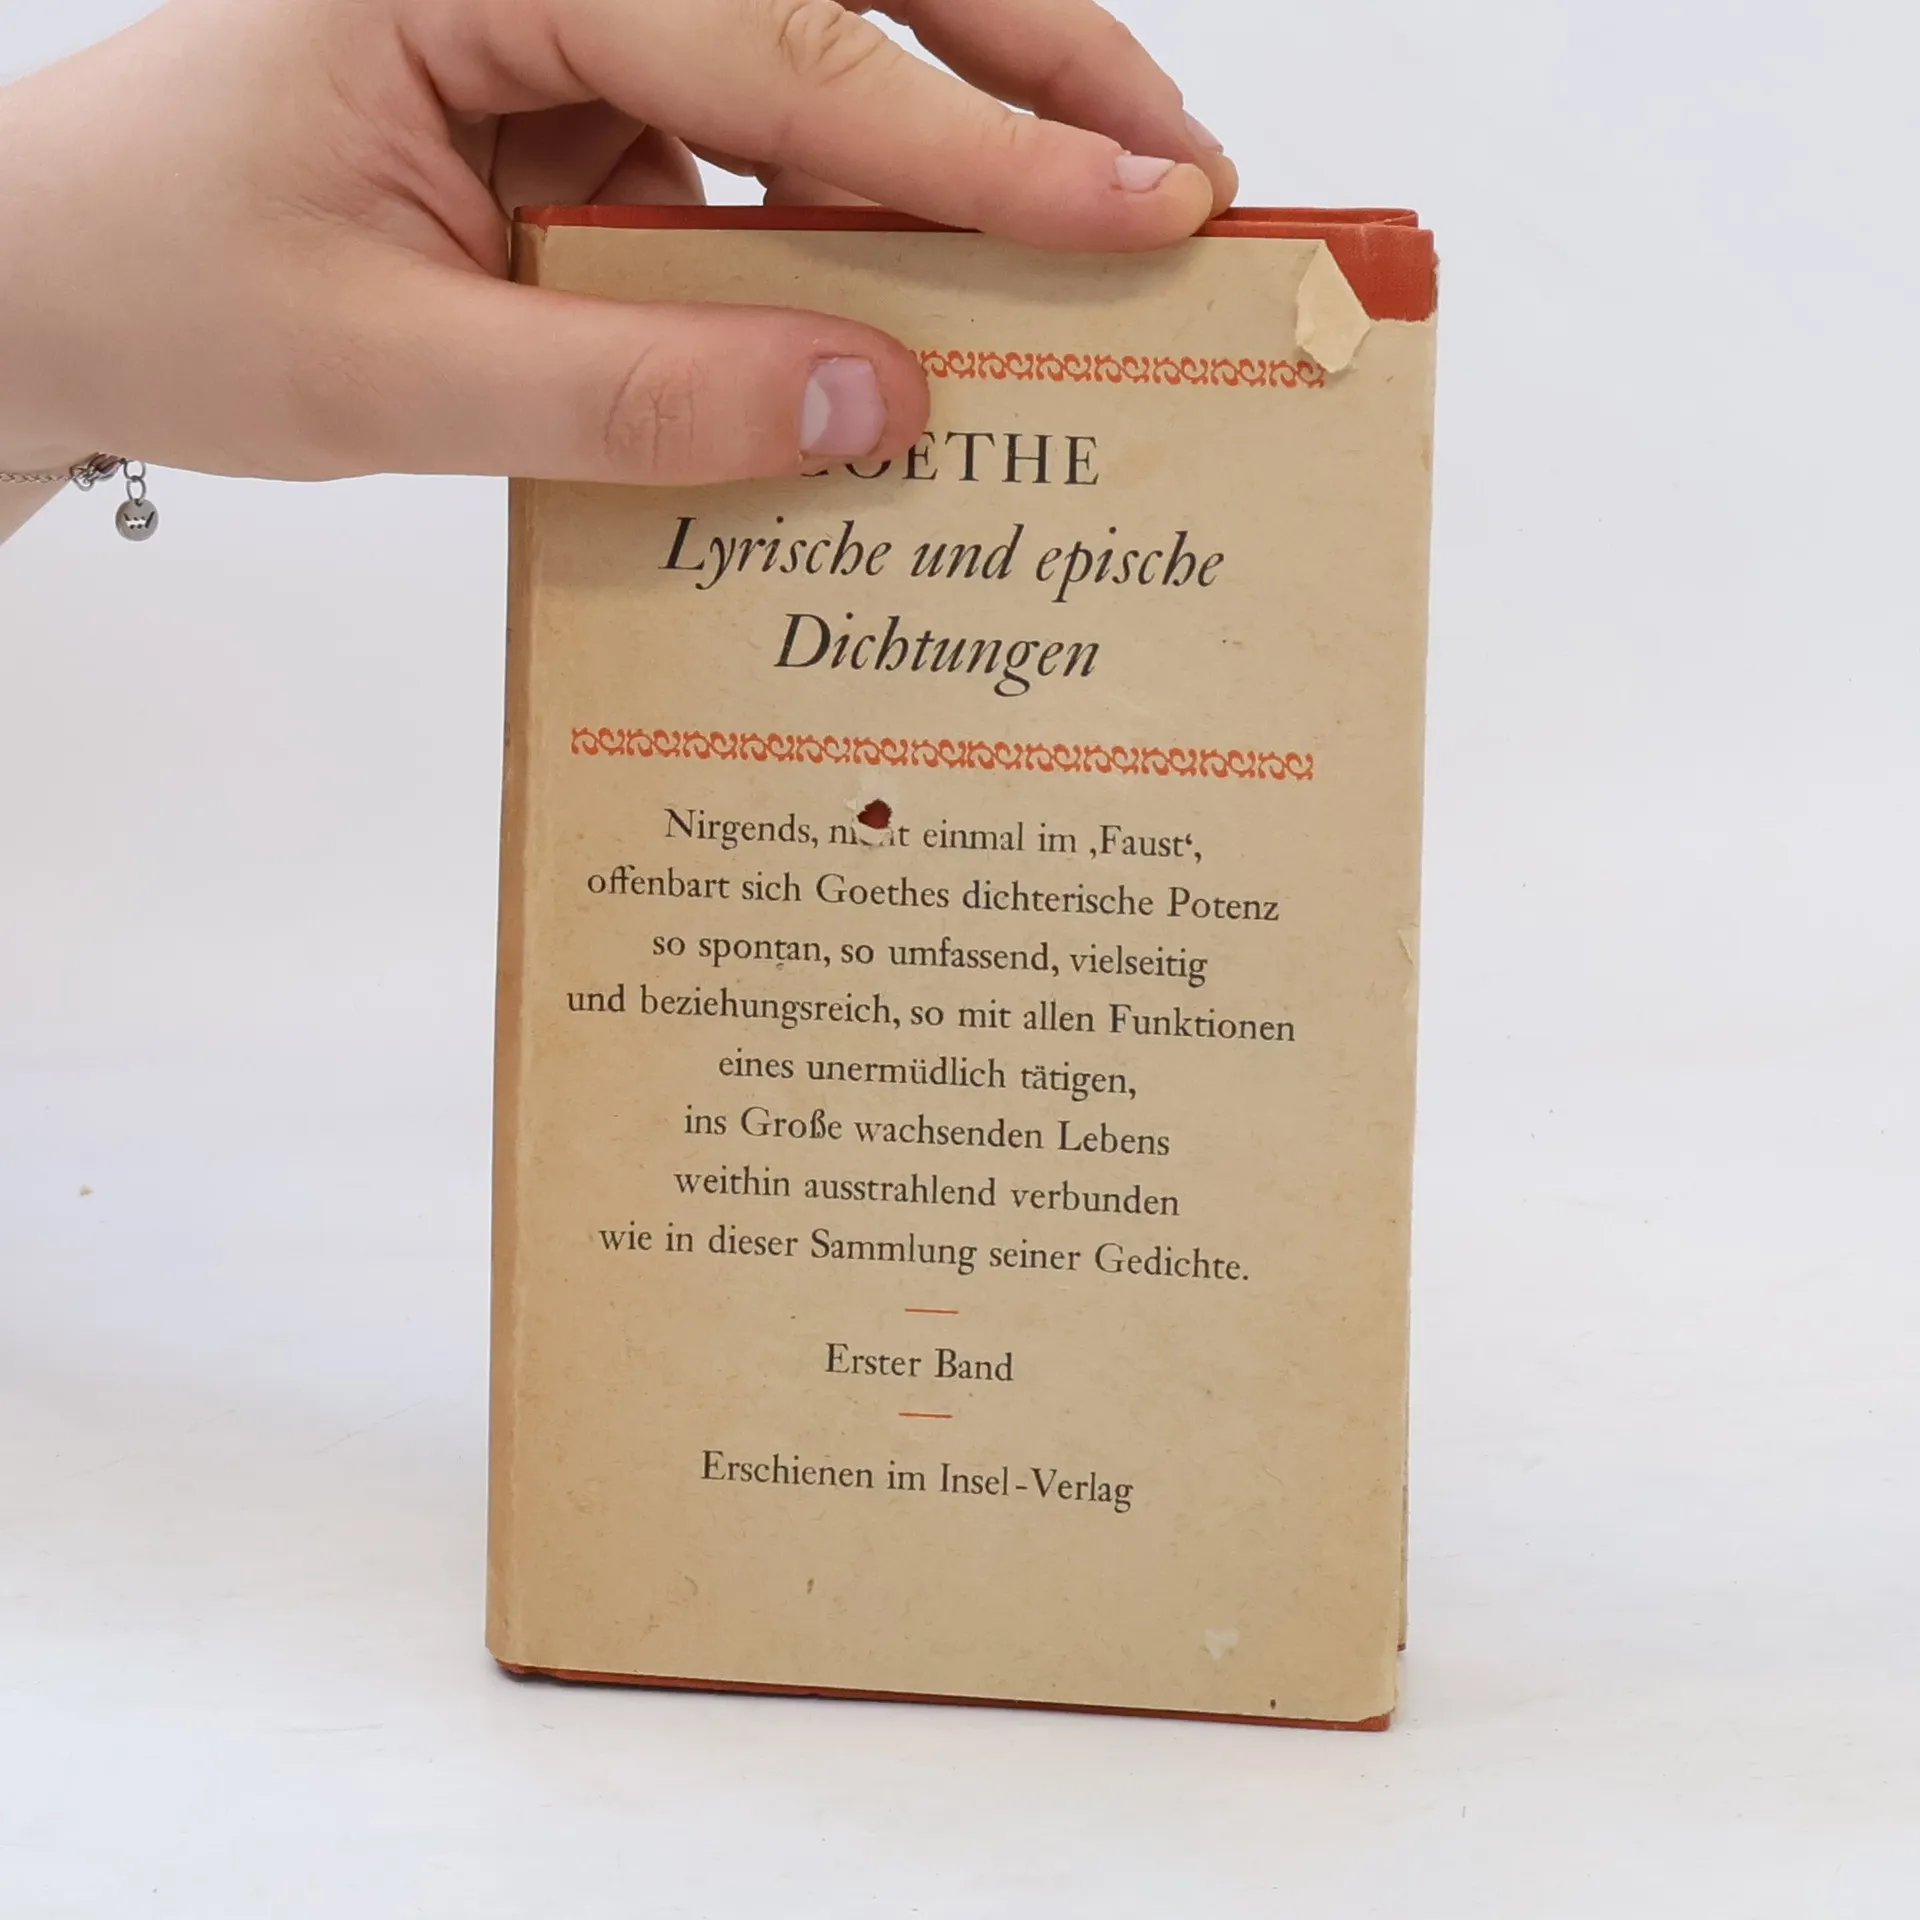 GOETHE
Lyrische und epische
Dichtungen
Nirgends, nicht einmal im ‚Faust‘,
offenbart sich Goethes dichterische Potenz
so spontan, so umfassend, vielseitig
und beziehungsreich, so mit allen Funktionen
eines unermüdlich tätigen,
ins Große wachsenden Lebens
weithin ausstrahlend verbunden
wie in dieser Sammlung seiner Gedichte.
Erster Band
Erschienen im Insel-Verlag